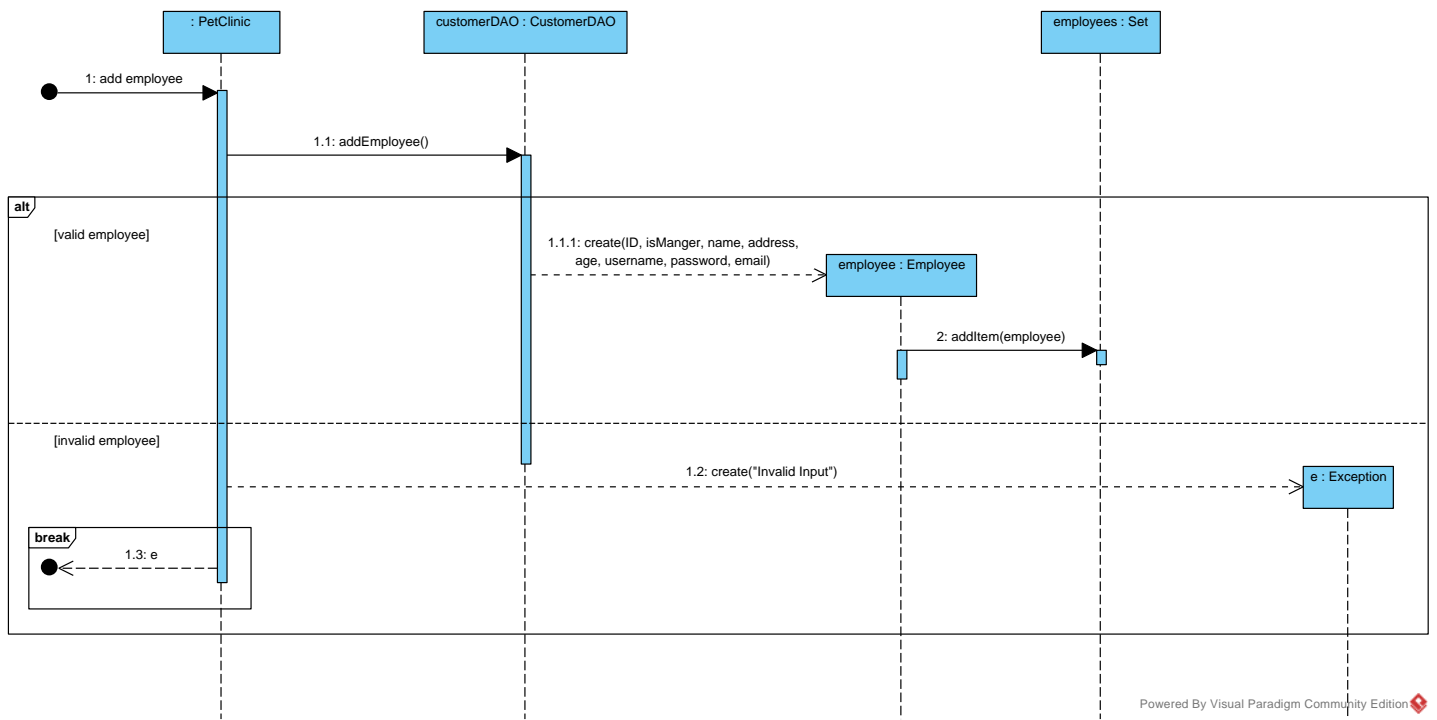 : PetClinic
customerDAO : CustomerDAO
employees : Set
1: add employee
1.1: addEmployee()
alt
[valid employee]
1.1.1: create(ID, isManger, name, address,
age, username, password, email)
employee : Employee
2: addItem(employee)
[invalid employee]
1.2: create("Invalid Input")
e : Exception
break
1.3: e
Powered By Visual Paradigm Community Edition